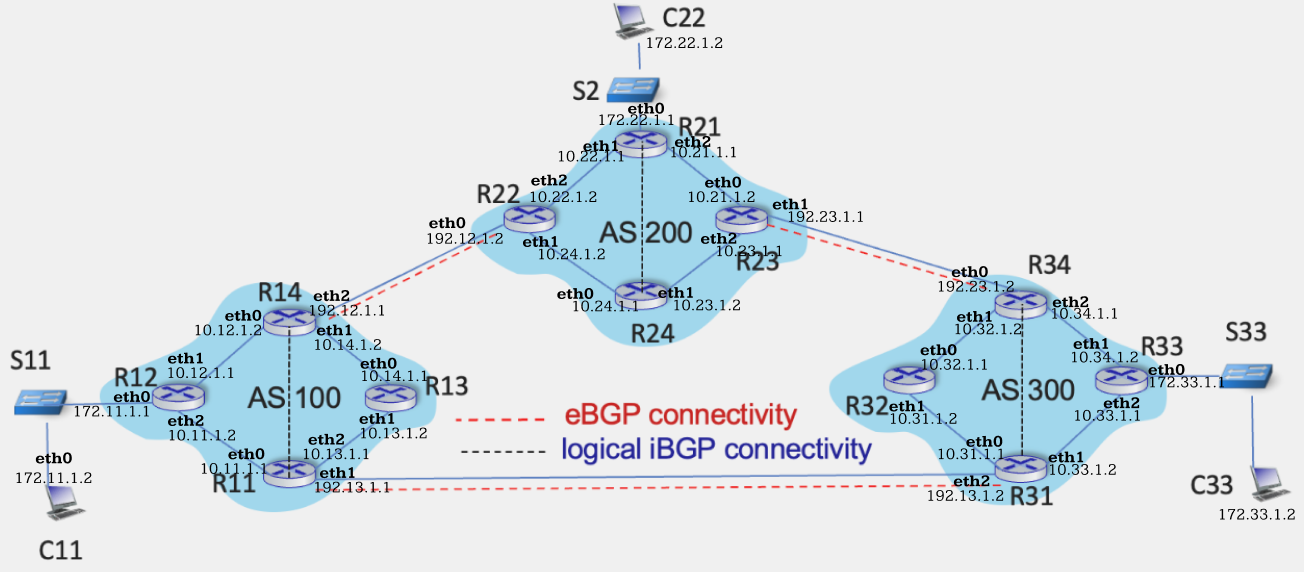 C22
172.22.1.2
S2
eth0
172.22.1.1
R21
eth1
10.22.1.1
eth2
10.21.1.1
eth2
10.22.1.2
R22
eth0
10.21.1.2
eth0
192.12.1.2
eth1
192.23.1.1
AS 200
eth1
10.24.1.2
eth2
10.23.1.1
R23
eth0
10.24.1.1
eth1
10.23.1.2
R24
R34
eth0
192.23.1.2
eth2
10.34.1.1
eth1
10.32.1.2
R14
eth2
192.12.1.1
eth0
10.12.1.2
eth1
10.14.1.2
S11
eth1
10.12.1.1
R12
eth0
172.11.1.1
eth0
10.14.1.1
R13
AS 100
eth2
10.11.1.2
eth1
10.13.1.2
eth2
10.13.1.1
eth0
10.11.1.1
R11
eth1
192.13.1.1
eth0
172.11.1.2
C11
eBGP connectivity
logical iBGP connectivity
S33
eth1
10.34.1.2
R33
eth0
172.33.1.1
eth0
10.32.1.1
R32
AS 300
eth1
10.31.1.2
eth2
10.33.1.1
eth0
10.31.1.1
eth1
10.33.1.2
eth2
192.13.1.2
R31
C33
172.33.1.2